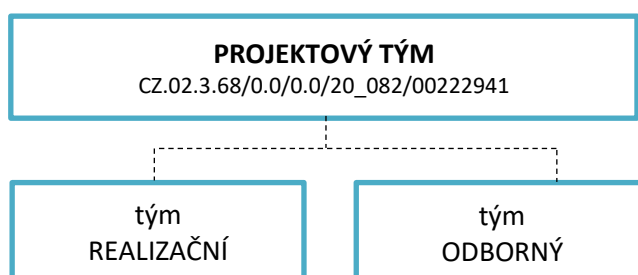 PROJEKTOVÝ TÝM
CZ.02.3.68/0.0/0.0/20_082/00222941
tým
REALIZAČNÍ
tým
ODBORNÝ